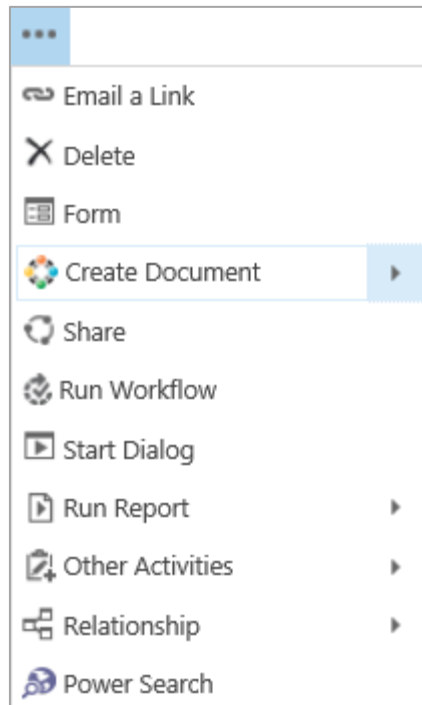 Email a Link
Delete
Form
Create Document
Share
Run Workflow
Start Dialog
Run Report
Other Activities
Relationship
Power Search